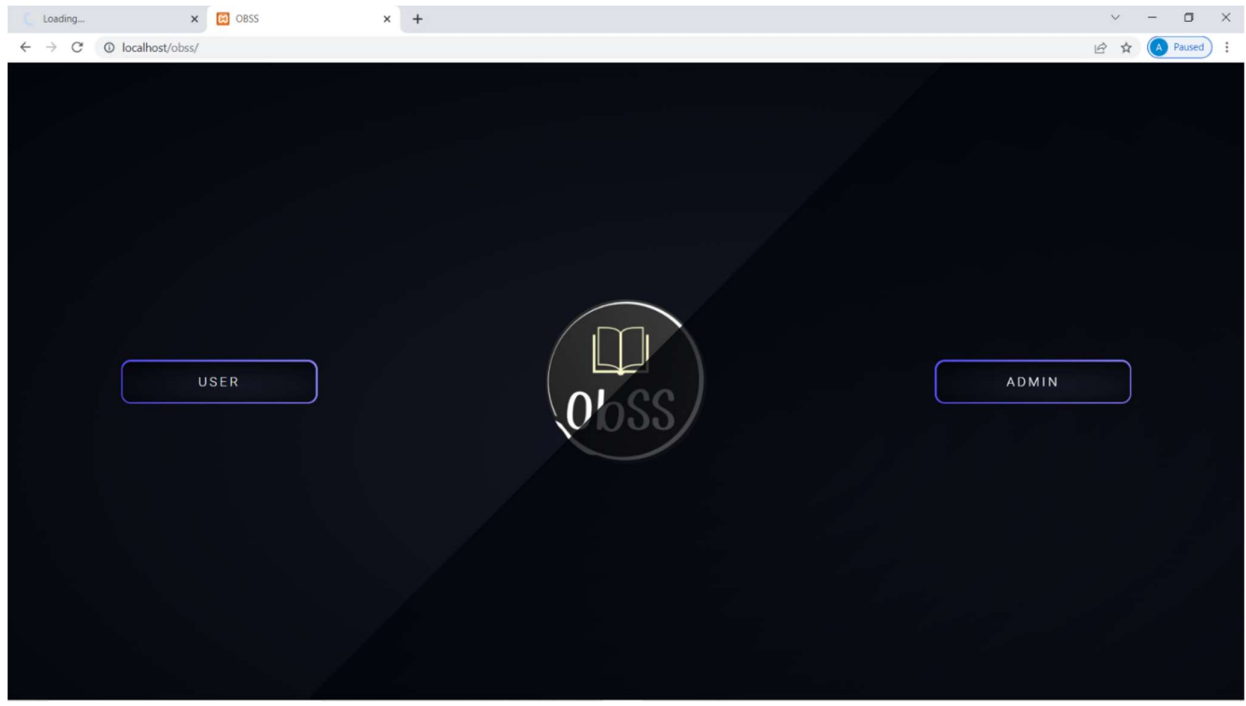 Loading...
OBSS
localhost/obss/
A
Paused
USER
ObSS
ADMIN